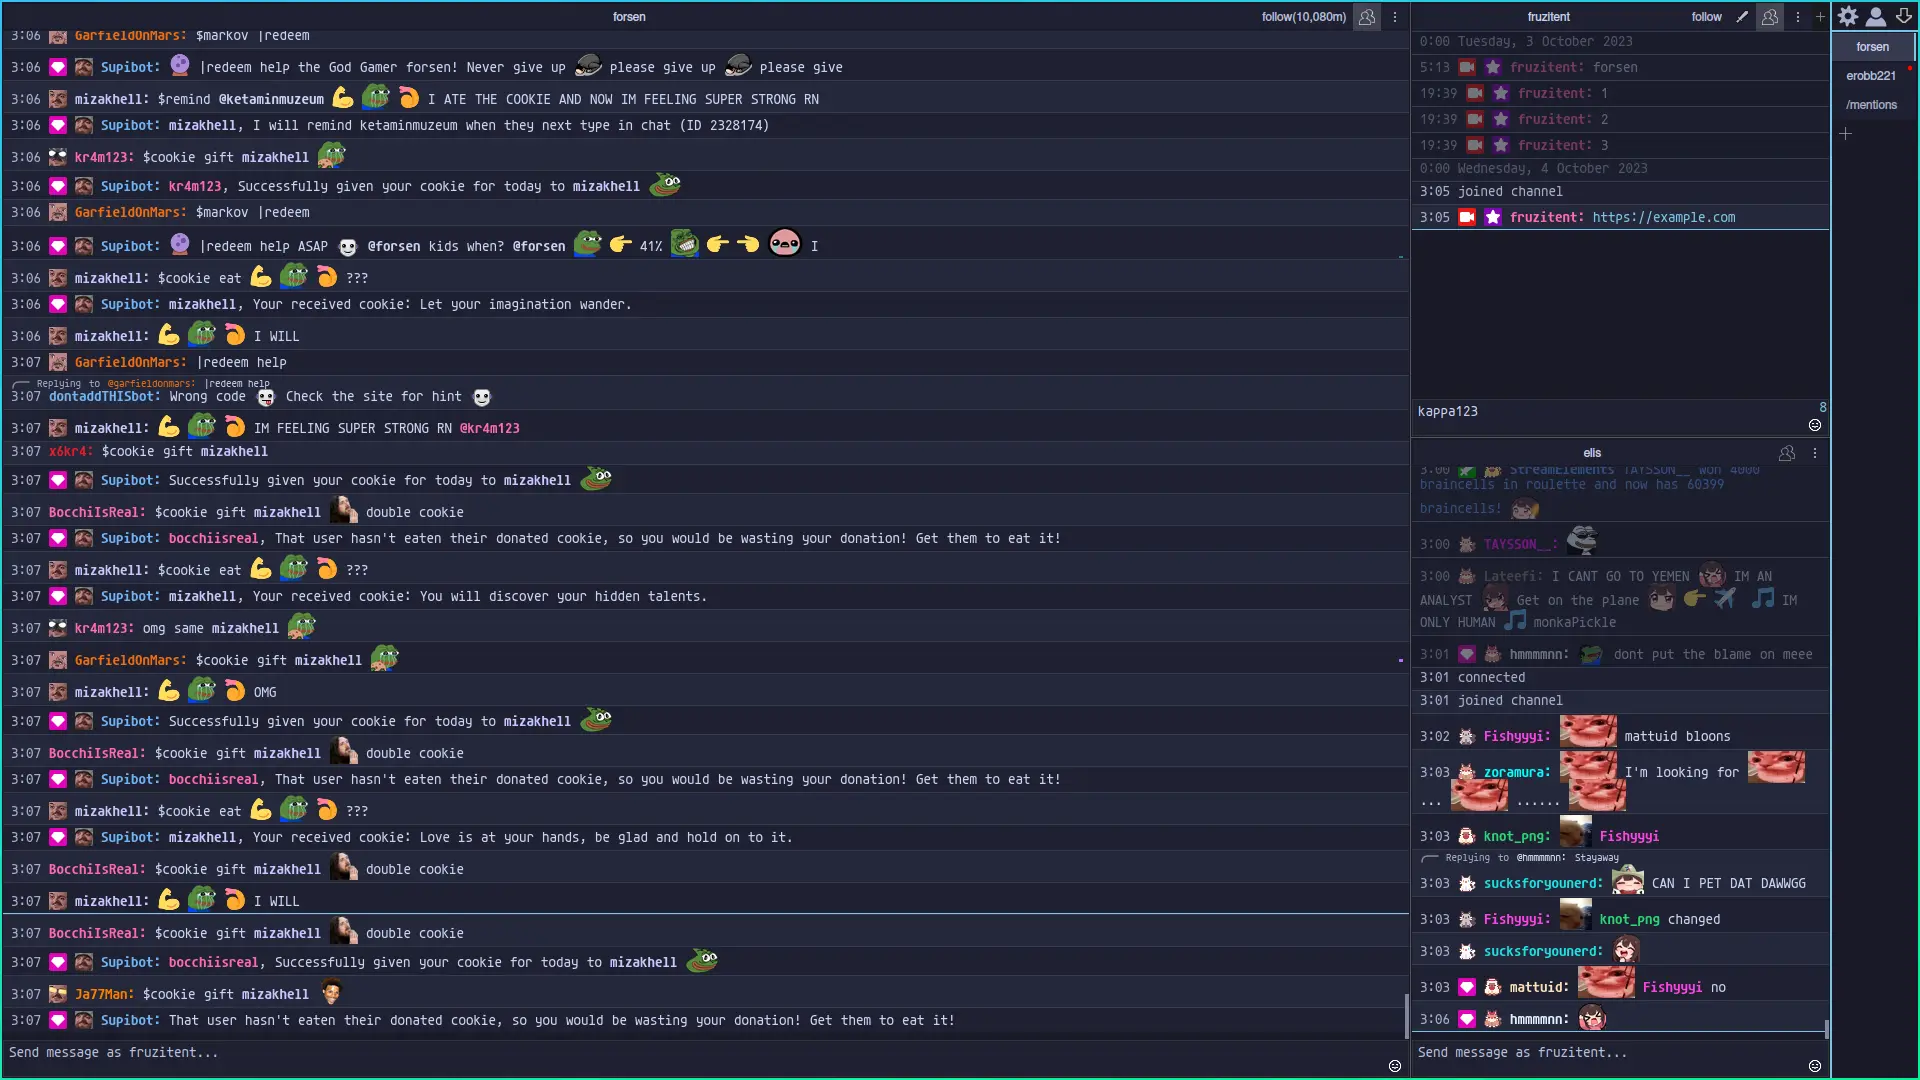 forsen
follow(10,080m)
3:06 GarfieldOnMars: $markov |redeem
3:06 Supibot: |redeem help the God Gamer forsen! Never give up please give up please give
3:06 mizakhell: $remind @ketaminmuzeum I ATE THE COOKIE AND NOW IM FEELING SUPER STRONG RN
3:06 Supibot: mizakhell, I will remind ketaminmuzeum when they next type in chat (ID 2328174)
3:06 kr4m123: $cookie gift mizakhell
3:06 Supibot: kr4m123, Successfully given your cookie for today to mizakhell
3:06 GarfieldOnMars: $markov |redeem
3:06 Supibot: |redeem help ASAP @forsen kids when? @forsen 41% I
3:06 mizakhell: $cookie eat ???
3:06 Supibot: mizakhell, Your received cookie: Let your imagination wander.
3:06 mizakhell: I WILL
3:07 GarfieldOnMars: |redeem help
Replying to @garfieldonmars: |redeem help
3:07 dontaddTHISbot: Wrong code Check the site for hint
3:07 mizakhell: IM FEELING SUPER STRONG RN @kr4m123
3:07 x6kr4: $cookie gift mizakhell
3:07 Supibot: Successfully given your cookie for today to mizakhell
3:07 BocchiIsReal: $cookie gift mizakhell double cookie
3:07 Supibot: bocchiisreal, That user hasn't eaten their donated cookie, so you would be wasting your donation! Get them to eat it!
3:07 mizakhell: $cookie eat ???
3:07 Supibot: mizakhell, Your received cookie: You will discover your hidden talents.
3:07 kr4m123: omg same mizakhell
3:07 GarfieldOnMars: $cookie gift mizakhell
3:07 mizakhell: OMG
3:07 Supibot: Successfully given your cookie for today to mizakhell
3:07 BocchiIsReal: $cookie gift mizakhell double cookie
3:07 Supibot: bocchiisreal, That user hasn't eaten their donated cookie, so you would be wasting your donation! Get them to eat it!
3:07 mizakhell: $cookie eat ???
3:07 Supibot: mizakhell, Your received cookie: Love is at your hands, be glad and hold on to it.
3:07 BocchiIsReal: $cookie gift mizakhell double cookie
3:07 mizakhell: I WILL
3:07 BocchiIsReal: $cookie gift mizakhell double cookie
3:07 Supibot: bocchiisreal, Successfully given your cookie for today to mizakhell
3:07 Ja77Man: $cookie gift mizakhell
3:07 Supibot: That user hasn't eaten their donated cookie, so you would be wasting your donation! Get them to eat it!
Send message as fruzitent...
fruzitent
follow
0:00 Tuesday, 3 October 2023
5:13 fruzitent: forsen
19:39 fruzitent: 1
19:39 fruzitent: 2
19:39 fruzitent: 3
0:00 Wednesday, 4 October 2023
3:05 joined channel
3:05 fruzitent: https://example.com
kappa123
8
elis
3:00 StreamElements TAYSSON__ won 4000
braincells in roulette and now has 60399
braincells!
3:00 TAYSSON__:
3:00 Lateefi: I CANT GO TO YEMEN IM AN
ANALYST Get on the plane IM
ONLY HUMAN monkaPickle
3:01 hmmmmnn: dont put the blame on meee
3:01 connected
3:01 joined channel
3:02 Fishyyyi: mattuid bloons
3:03 zoramura: I'm looking for
... ......
3:03 knot_png: Fishyyyi
Replying to @hmmmmnn: Stayaway
3:03 sucksforyounerd: CAN I PET DAT DAWWGG
3:03 Fishyyyi: knot_png changed
3:03 sucksforyounerd:
3:03 mattuid: Fishyyyi no
3:06 hmmmmnn:
Send message as fruzitent...
forsen
erobb221
/mentions